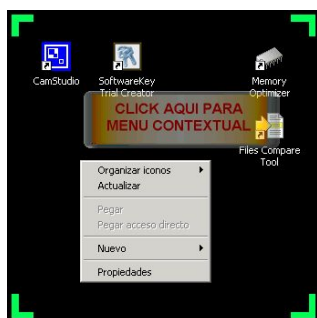 CamStudio
SoftwareKey
Trial Creator
Memory
Optimizer
CLICK AQUI PARA
MENU CONTEXTUAL
Files Compare
Tool
Organizar iconos
Actualizar
Pegar
Pegar acceso directo
Nuevo
Propiedades